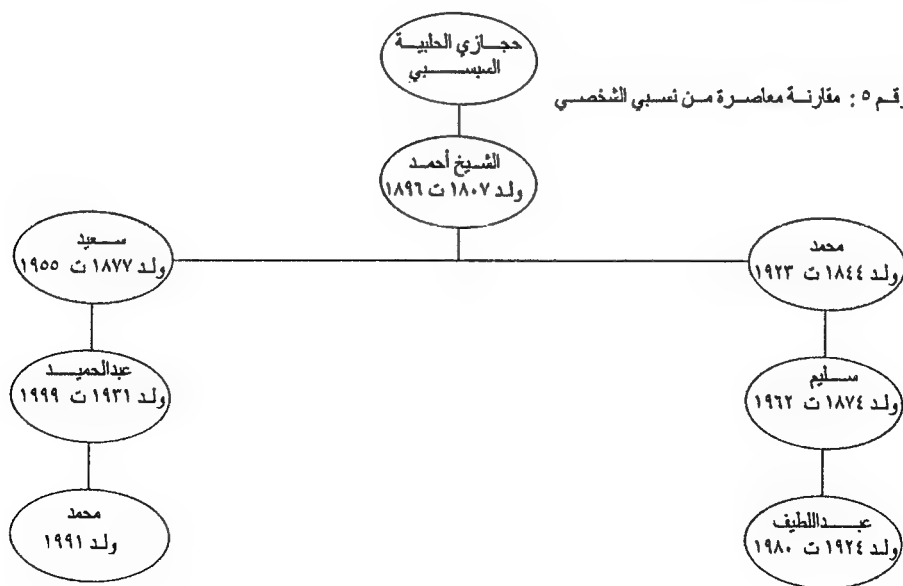 حجازي الحلبية
السبسبي
رقم ٥ : مقارنة معاصرة من نسبي الشخصي
الشيخ أحمد
ولد ١٨٠٧ ت ١٨٩٦
محمد
ولد ١٨٤٤ ت ١٩٢٣
سعيد
ولد ١٨٧٧ ت ١٩٥٥
سليم
ولد ١٨٧٤ ت ١٩٦٢
عبدالحميد
ولد ١٩٣١ ت ١٩٩٩
عبداللطيف
ولد ١٩٢٤ ت ١٩٨٠
محمد
ولد ١٩٩١